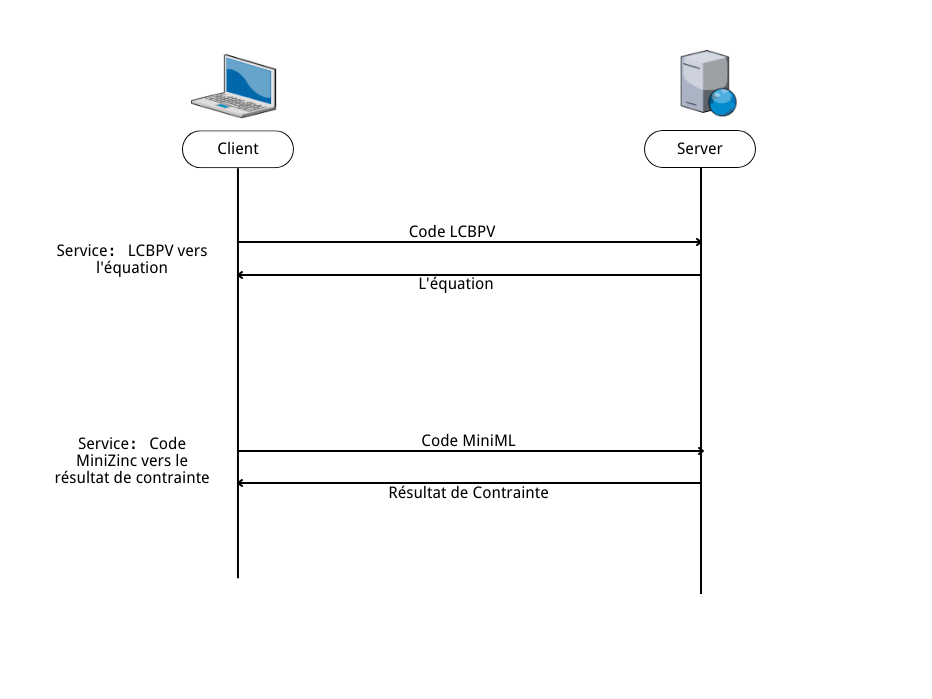 Client
Server
Code LCBPV
Service: LCBPV vers
l'équation
L'équation
Code MiniML
Service: Code
MiniZinc vers le
résultat de contrainte
Résultat de Contrainte